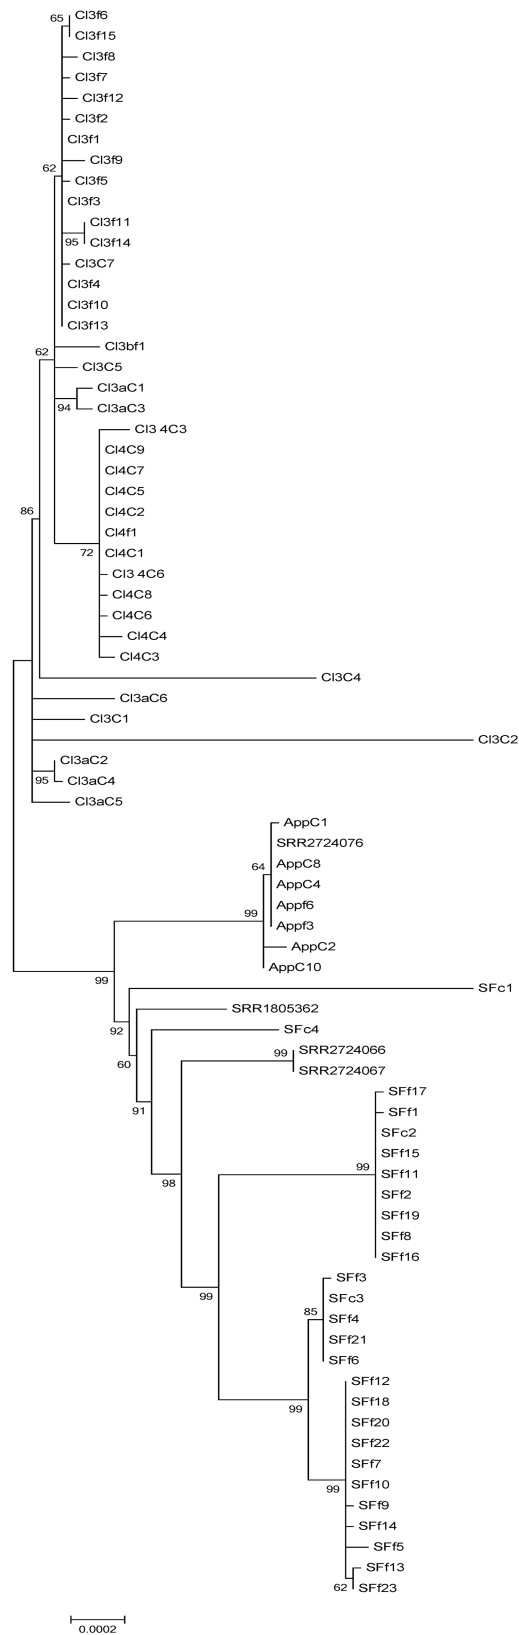 65
Cl3f6
Cl3f15
Cl3f8
Cl3f7
Cl3f12
Cl3f2
Cl3f1
Cl3f9
62
Cl3f5
Cl3f3
Cl3f11
95
Cl3f14
Cl3C7
Cl3f4
Cl3f10
Cl3f13
Cl3bf1
62
Cl3C5
Cl3aC1
94
Cl3aC3
Cl3 4C3
Cl4C9
Cl4C7
Cl4C5
86
Cl4C2
Cl4f1
72
Cl4C1
Cl3 4C6
Cl4C8
Cl4C6
Cl4C4
Cl4C3
Cl3C4
Cl3aC6
Cl3C1
Cl3C2
Cl3aC2
95
Cl3aC4
Cl3aC5
AppC1
SRR2724076
64
AppC8
AppC4
Appf6
99
Appf3
AppC2
AppC10
99
SFc1
SRR1805362
92
SFc4
99
SRR2724066
60
SRR2724067
SFf17
91
SFf1
SFc2
SFf15
99
SFf11
98
SFf2
SFf19
SFf8
SFf16
SFf3
99
SFc3
85
SFf4
SFf21
SFf6
SFf12
SFf18
99
SFf20
SFf22
SFf7
SFf10
99
SFf9
SFf14
SFf5
SFf13
62
SFf23
0.0002